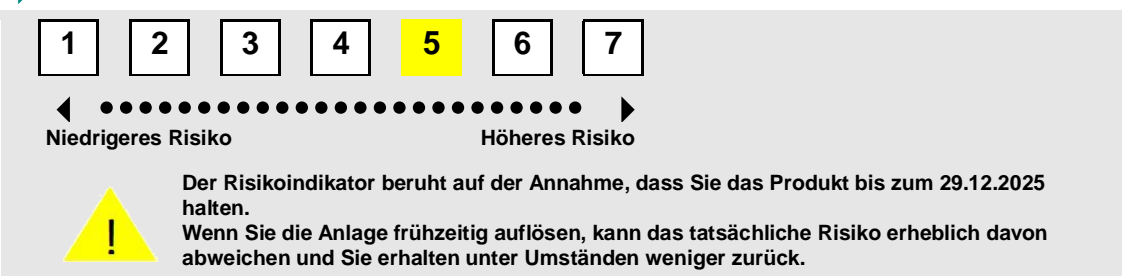 1 2 3 4 5 6 7
Niedrigeres Risiko Höheres Risiko
Der Risikoindikator beruht auf der Annahme, dass Sie das Produkt bis zum 29.12.2025
halten.
! Wenn Sie die Anlage frühzeitig auflösen, kann das tatsächliche Risiko erheblich davon
abweichen und Sie erhalten unter Umständen weniger zurück.